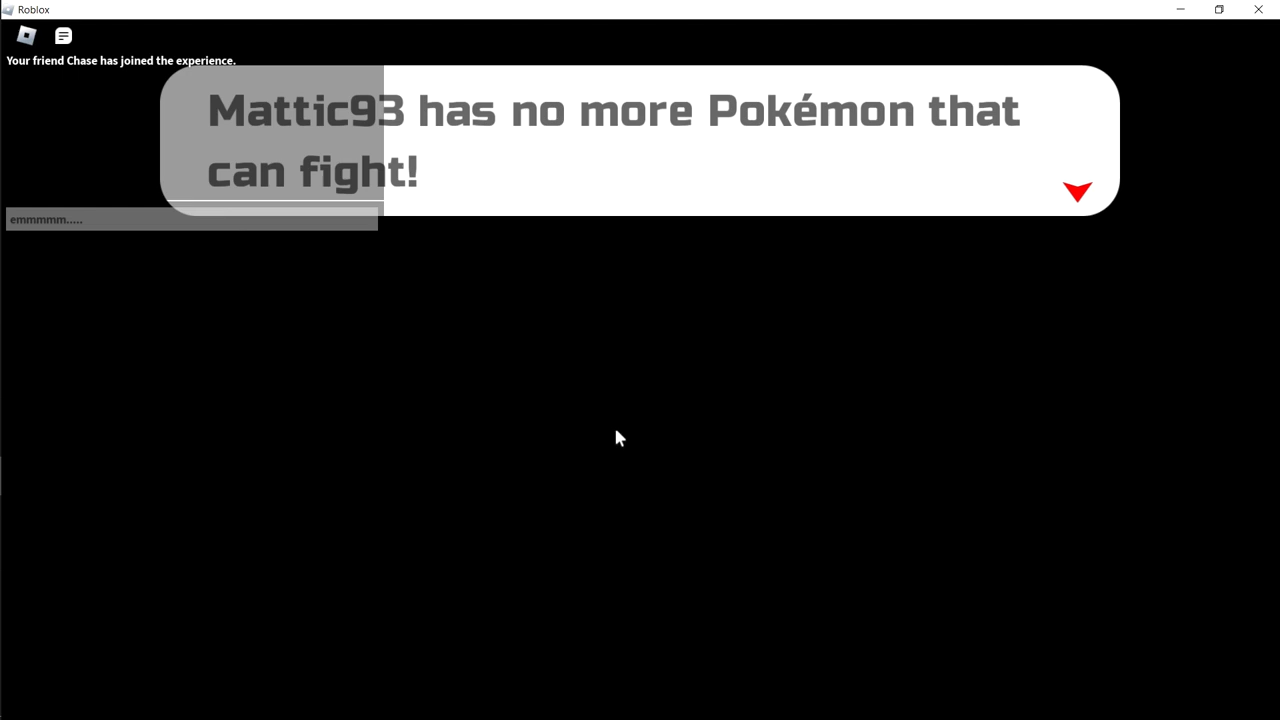 Roblox
Your friend Chase has joined the experience.
Mattic93 has no more Pokémon that
can fight!
emmmmm.....